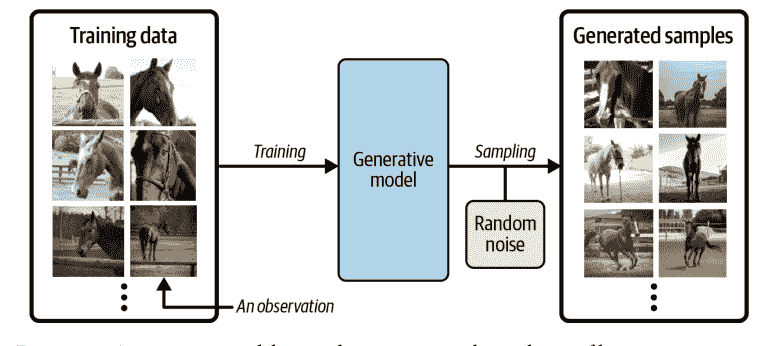 Training data
Generated samples
Training
Generative
model
Sampling
Random
noise
An observation